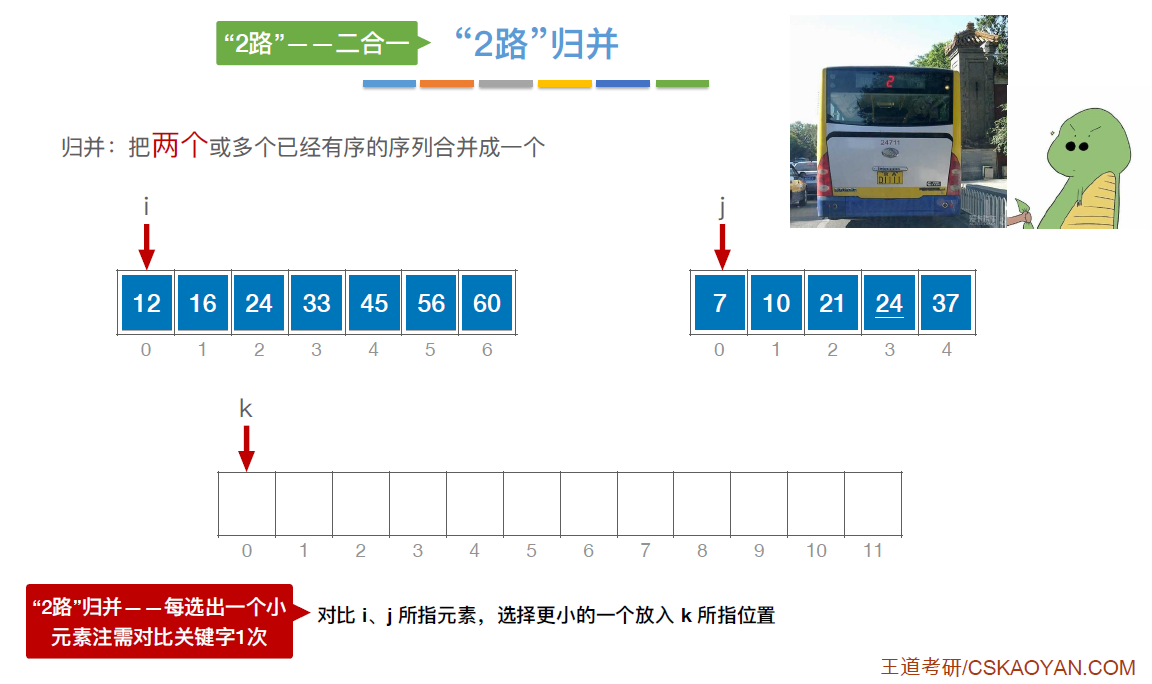 “2路”——二合一
“2路”归并
归并：把两个或多个已经有序的序列合并成一个
2
24711
i
j
12 16 24 33 45 56 60
7 10 21 24 37
0 1 2 3 4 5 6
0 1 2 3 4
k
0 1 2 3 4 5 6 7 8 9 10 11
“2路”归并——每选出一个小
元素注需对比关键字1次
对比 i、j 所指元素，选择更小的一个放入 k 所指位置
王道考研/CSKAOYAN.COM